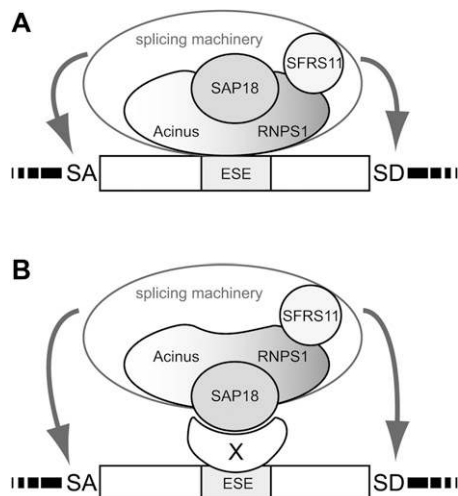 A
splicing machinery
SFRS11
SAP18
Acinus RNPS1
SA ESE SD
B
splicing machinery
SFRS11
Acinus RNPS1
SAP18
X
SA ESE SD